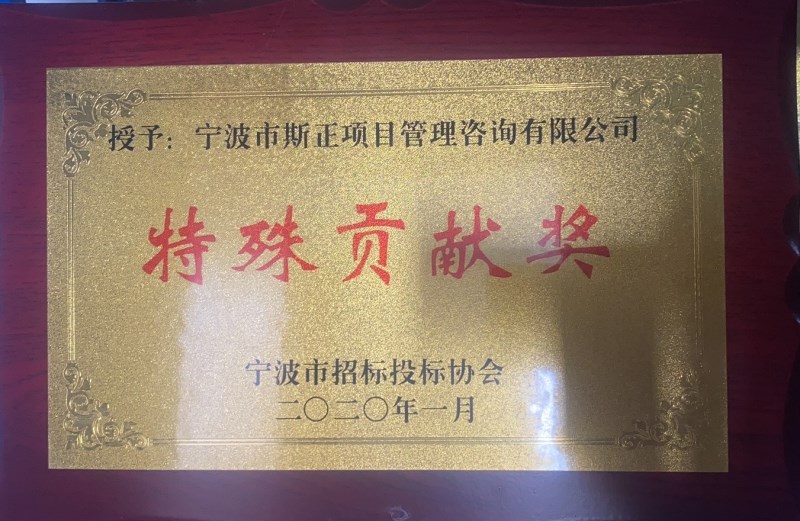 授予：宁波市斯正项目管理咨询有限公司
特殊贡献奖
宁波市招标投标协会
二〇二〇年一月